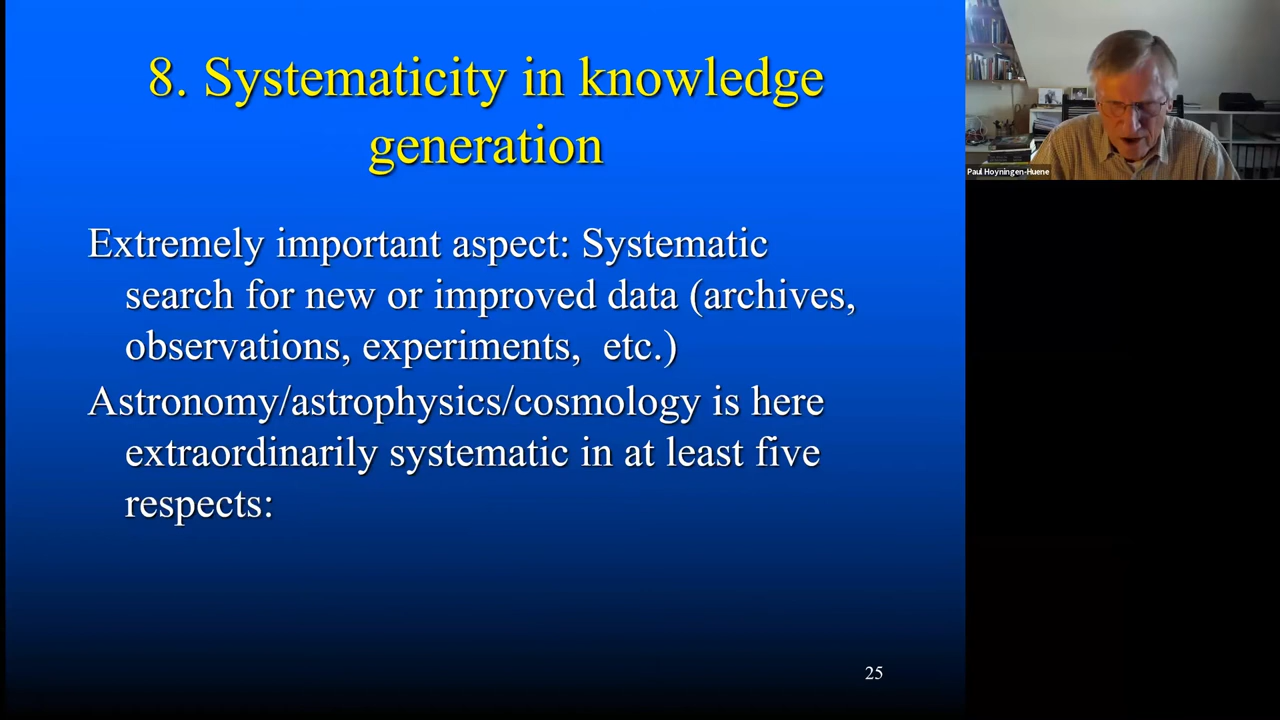 8. Systematicity in knowledge
generation
Extremely important aspect: Systematic
search for new or improved data (archives,
observations, experiments,  etc.)
Astronomy/astrophysics/cosmology is here
extraordinarily systematic in at least five
respects:
25
Paul Hoyningen-Huene